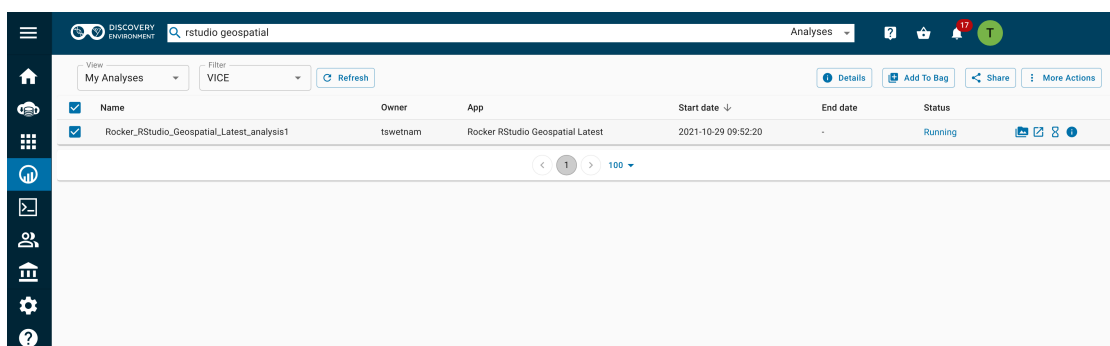 DISCOVERY
ENVIRONMENT
rstudio geospatial
Analyses
17
T
View
My Analyses
Filter
VICE
Refresh
Details
Add To Bag
Share
More Actions
Name Owner App Start date End date Status
Rocker_RStudio_Geospatial_Latest_analysis1 tswetnam Rocker RStudio Geospatial Latest 2021-10-29 09:52:20 - Running
1 100